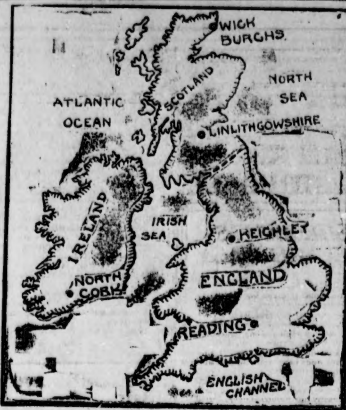 WICK
BURGHS
SCOTLAND
NORTH
SEA
ATLANTIC
OCEAN
LINLITHGOWSHIRE
IRISH
SEA
IRELAND
KEIGHLEY
NORTH
CORK
ENGLAND
READING
ENGLISH
CHANNEL